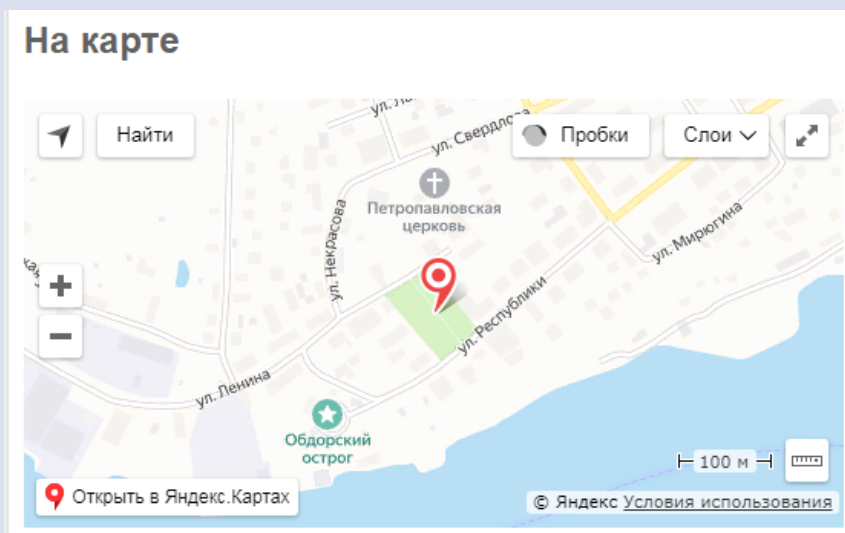 На карте
Найти
ул. Свердлова
Пробки
Слои
Петропавловская
церковь
ул. Некрасова
ул. Мирюгина
ул. Республики
ул. Ленина
Обдорский
острог
100 м
Открыть в Яндекс.Картах
© Яндекс Условия использования